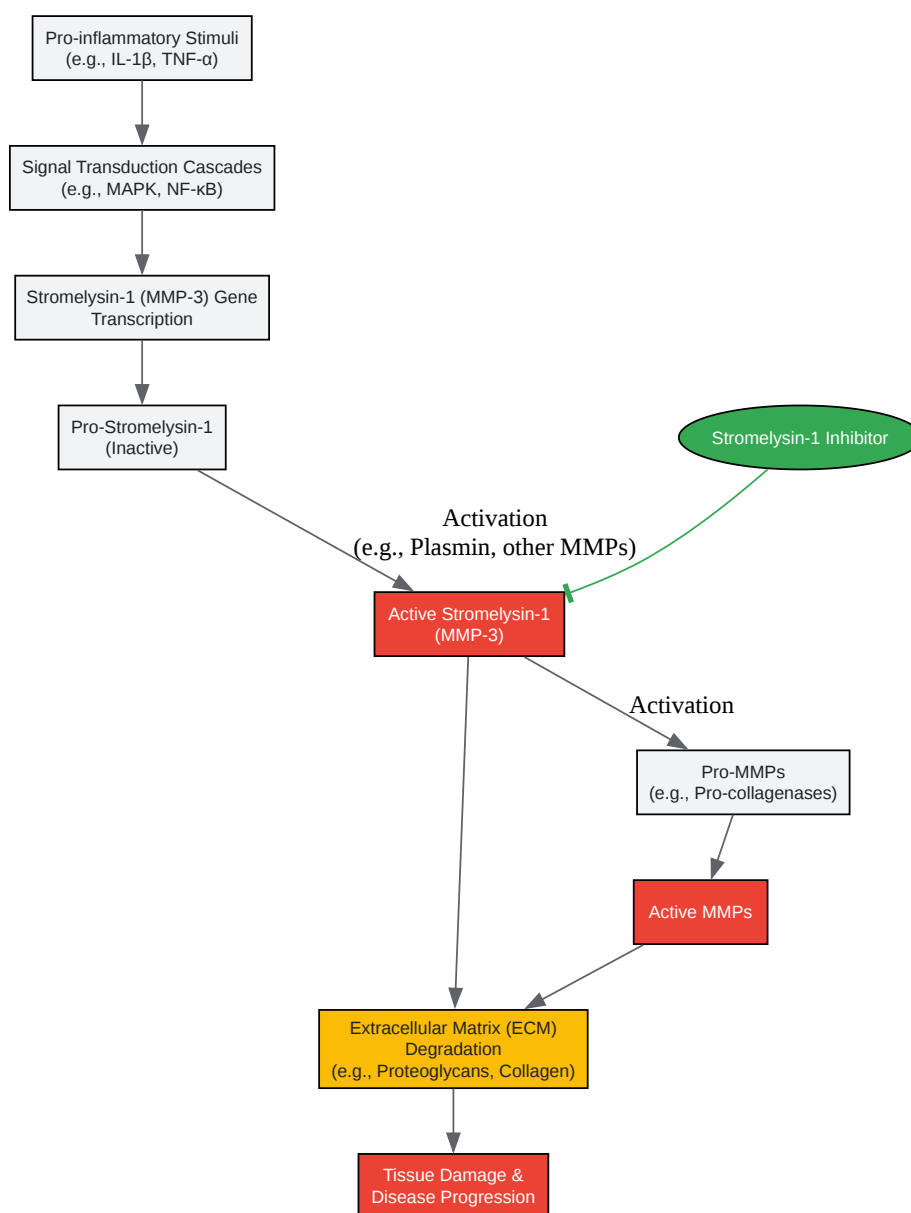 Pro-inflammatory Stimuli
(e.g., IL-1β, TNF-α)
Signal Transduction Cascades
(e.g., MAPK, NF-κB)
Stromelysin-1 (MMP-3) Gene
Transcription
Pro-Stromelysin-1
(Inactive)
Stromelysin-1 Inhibitor
Activation
(e.g., Plasmin, other MMPs)
Active Stromelysin-1
(MMP-3)
Activation
Pro-MMPs
(e.g., Pro-collagenases)
Active MMPs
Extracellular Matrix (ECM)
Degradation
(e.g., Proteoglycans, Collagen)
Tissue Damage &
Disease Progression